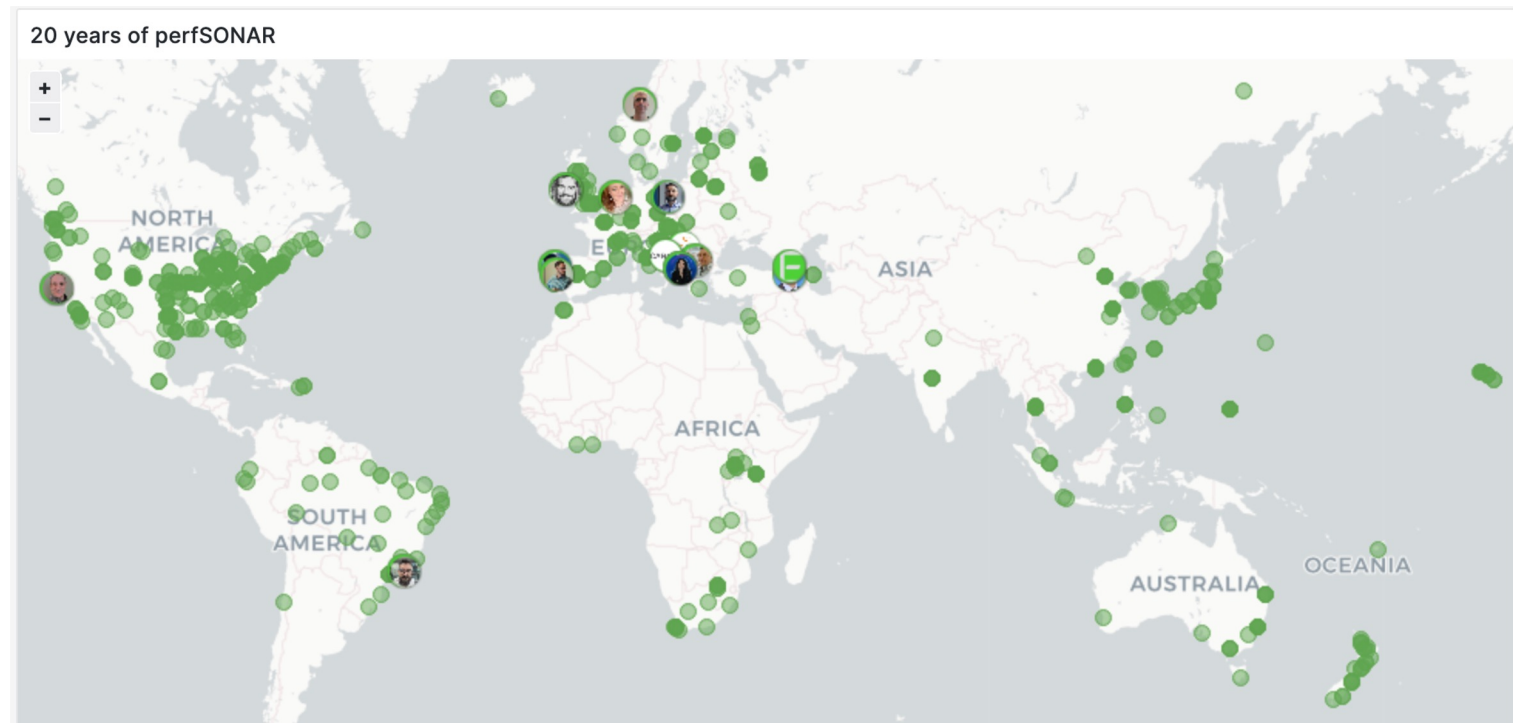 20 years of perfSONAR
+
−
NORTH
AMERICA
ASIA
AFRICA
SOUTH
AMERICA
OCEANIA
AUSTRALIA